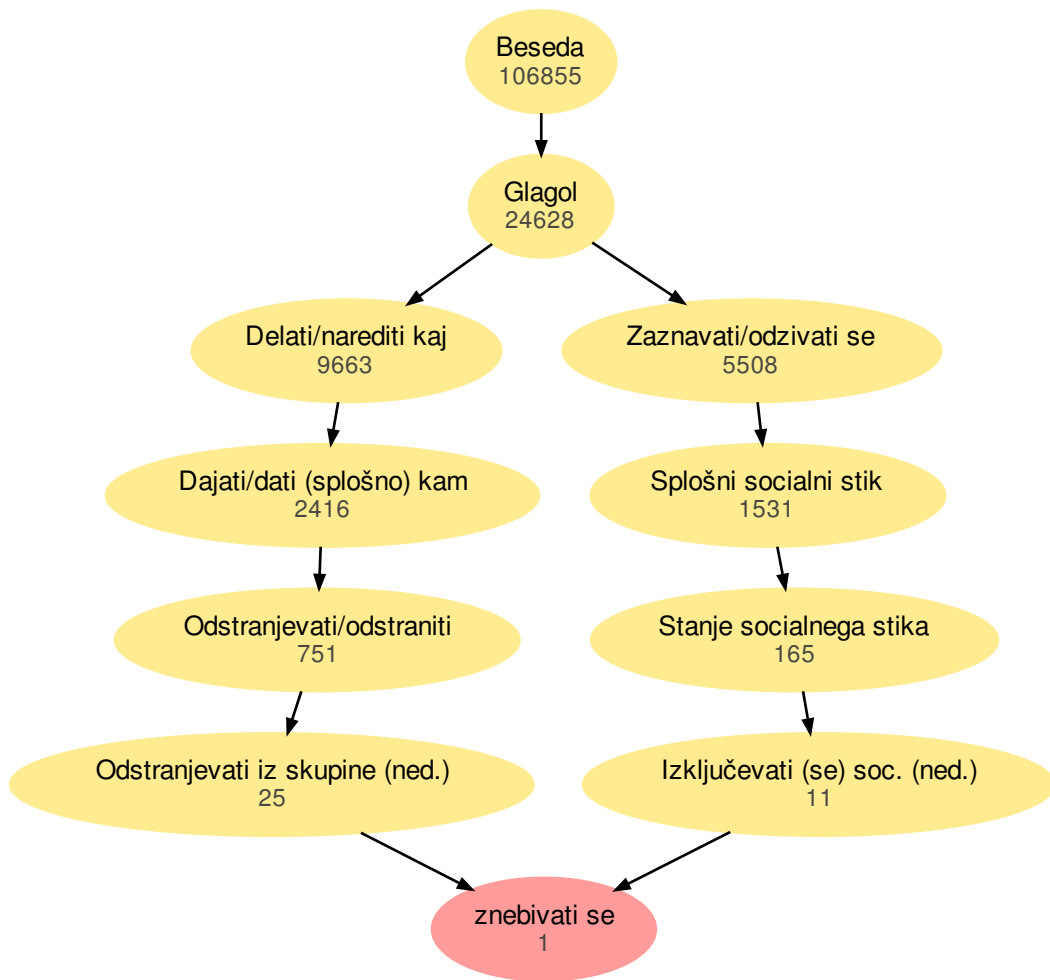 Beseda
106855
Glagol
24628
Delati/narediti kaj
9663
Zaznavati/odzivati se
5508
Dajati/dati (splošno) kam
2416
Splošni socialni stik
1531
Odstranjevati/odstraniti
751
Stanje socialnega stika
165
Odstranjevati iz skupine (ned.)
25
Izključevati (se) soc. (ned.)
11
znebivati se
1